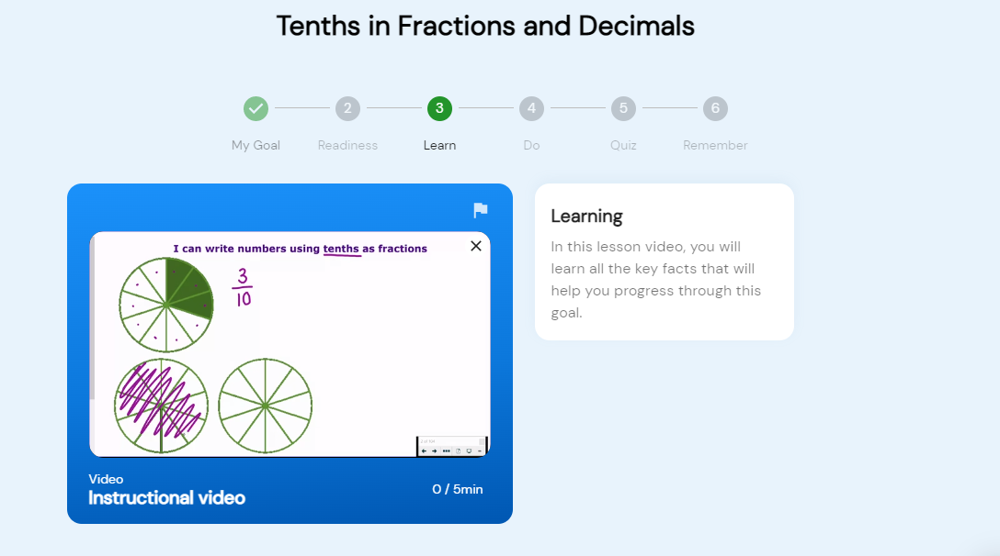 Tenths in Fractions and Decimals
2 3 4 5 6
My Goal Readiness Learn Do Quiz Remember
I can write numbers using tenths as fractions
3
10
Video
Instructional video
0 / 5min
Learning
In this lesson video, you will
learn all the key facts that will
help you progress through this
goal.